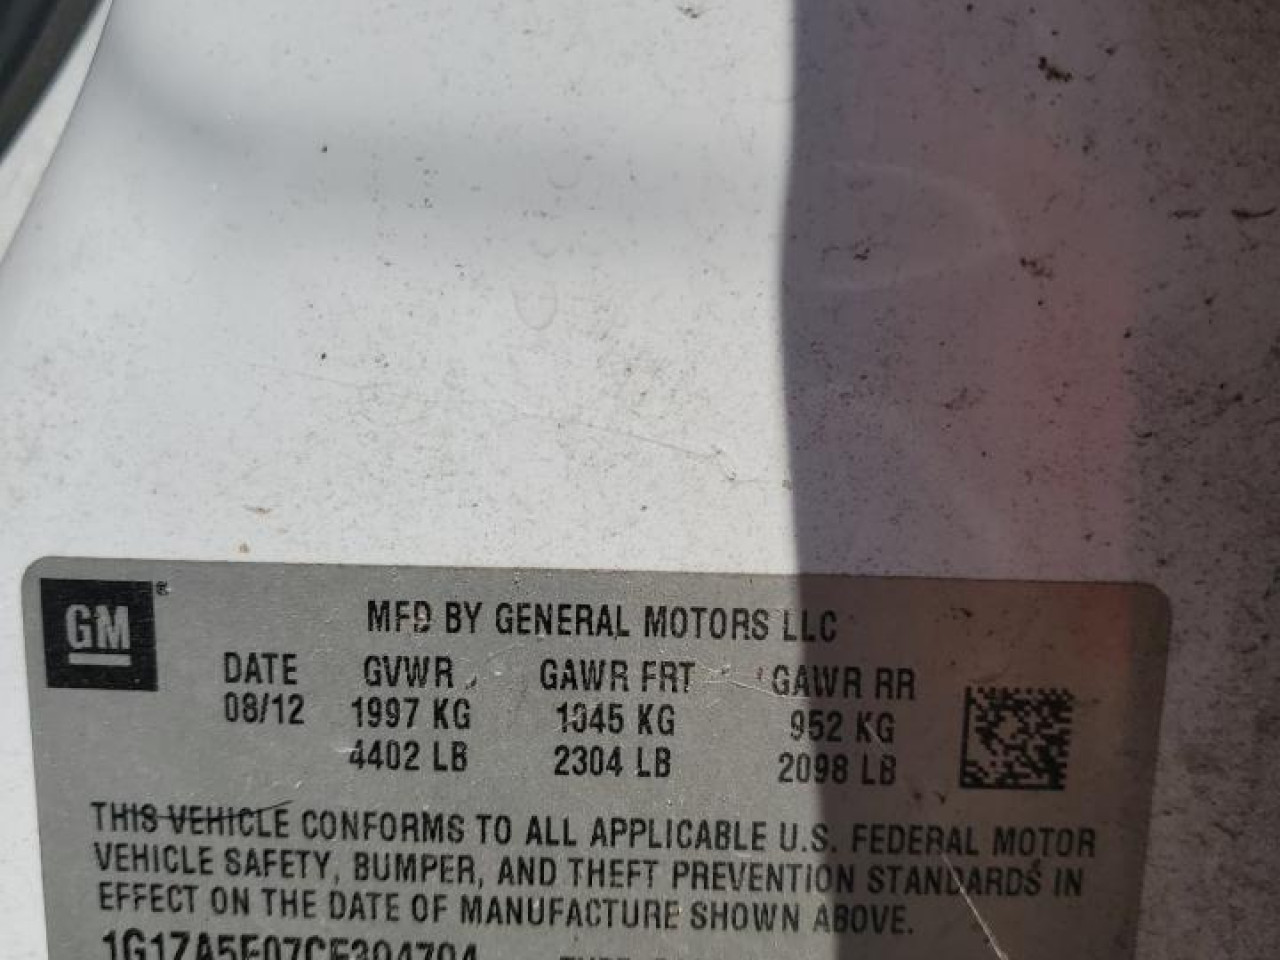 GM®
MFD BY GENERAL MOTORS LLC
DATE GVWR GAWR FRT GAWR RR
08/12 1997 KG 1045 KG 952 KG
4402 LB 2304 LB 2098 LB
THIS VEHICLE CONFORMS TO ALL APPLICABLE U.S. FEDERAL MOTOR
VEHICLE SAFETY, BUMPER, AND THEFT PREVENTION STANDARDS IN
EFFECT ON THE DATE OF MANUFACTURE SHOWN ABOVE.